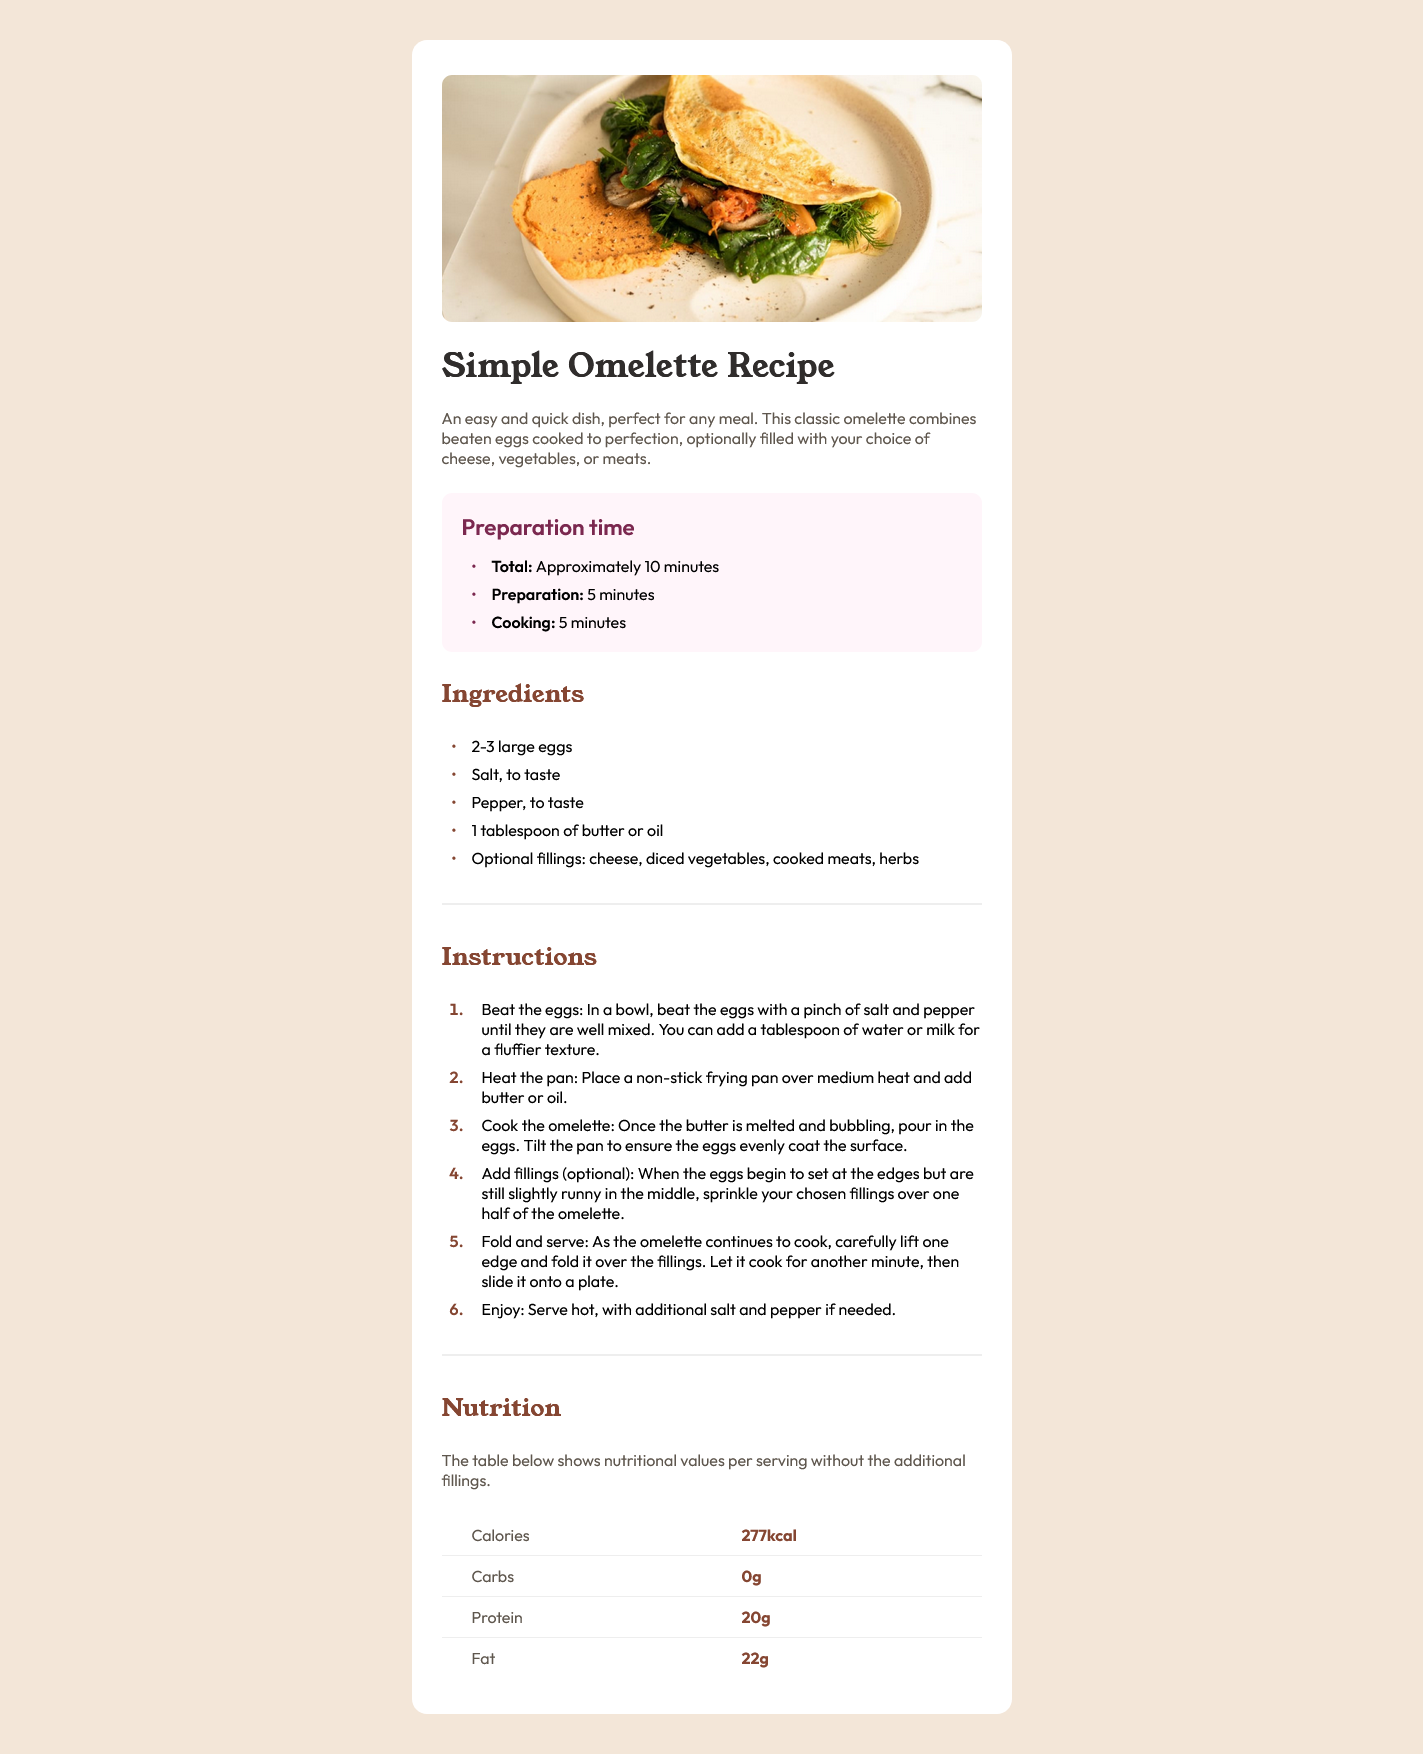 Simple Omelette Recipe
An easy and quick dish, perfect for any meal. This classic omelette combines
beaten eggs cooked to perfection, optionally filled with your choice of
cheese, vegetables, or meats.
Preparation time
• Total: Approximately 10 minutes
• Preparation: 5 minutes
• Cooking: 5 minutes
Ingredients
• 2-3 large eggs
• Salt, to taste
• Pepper, to taste
• 1 tablespoon of butter or oil
• Optional fillings: cheese, diced vegetables, cooked meats, herbs
Instructions
1. Beat the eggs: In a bowl, beat the eggs with a pinch of salt and pepper
until they are well mixed. You can add a tablespoon of water or milk for
a fluffier texture.
2. Heat the pan: Place a non-stick frying pan over medium heat and add
butter or oil.
3. Cook the omelette: Once the butter is melted and bubbling, pour in the
eggs. Tilt the pan to ensure the eggs evenly coat the surface.
4. Add fillings (optional): When the eggs begin to set at the edges but are
still slightly runny in the middle, sprinkle your chosen fillings over one
half of the omelette.
5. Fold and serve: As the omelette continues to cook, carefully lift one
edge and fold it over the fillings. Let it cook for another minute, then
slide it onto a plate.
6. Enjoy: Serve hot, with additional salt and pepper if needed.
Nutrition
The table below shows nutritional values per serving without the additional
fillings.
Calories 277kcal
Carbs 0g
Protein 20g
Fat 22g